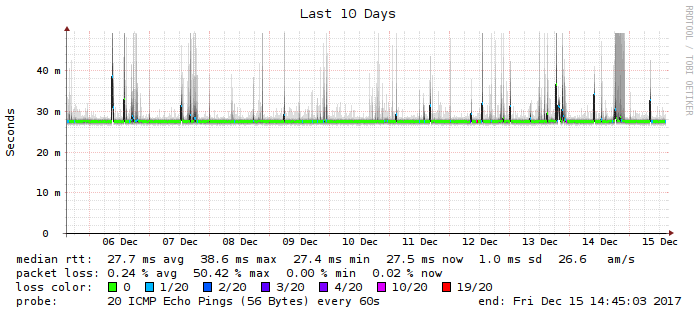 Last 10 Days
RRDTOOL / TOBI OETIKER
Seconds
40 m
30 m
20 m
10 m
0
06 Dec 07 Dec 08 Dec 09 Dec 10 Dec 11 Dec 12 Dec 13 Dec 14 Dec 15 Dec
median rtt: 27.7 ms avg 38.6 ms max 27.4 ms min 27.5 ms now 1.0 ms sd 26.6 am/s
packet loss: 0.24 % avg 50.42 % max 0.00 % min 0.02 % now
loss color: 0 1/20 2/20 3/20 4/20 10/20 19/20
probe: 20 ICMP Echo Pings (56 Bytes) every 60s end: Fri Dec 15 14:45:03 2017